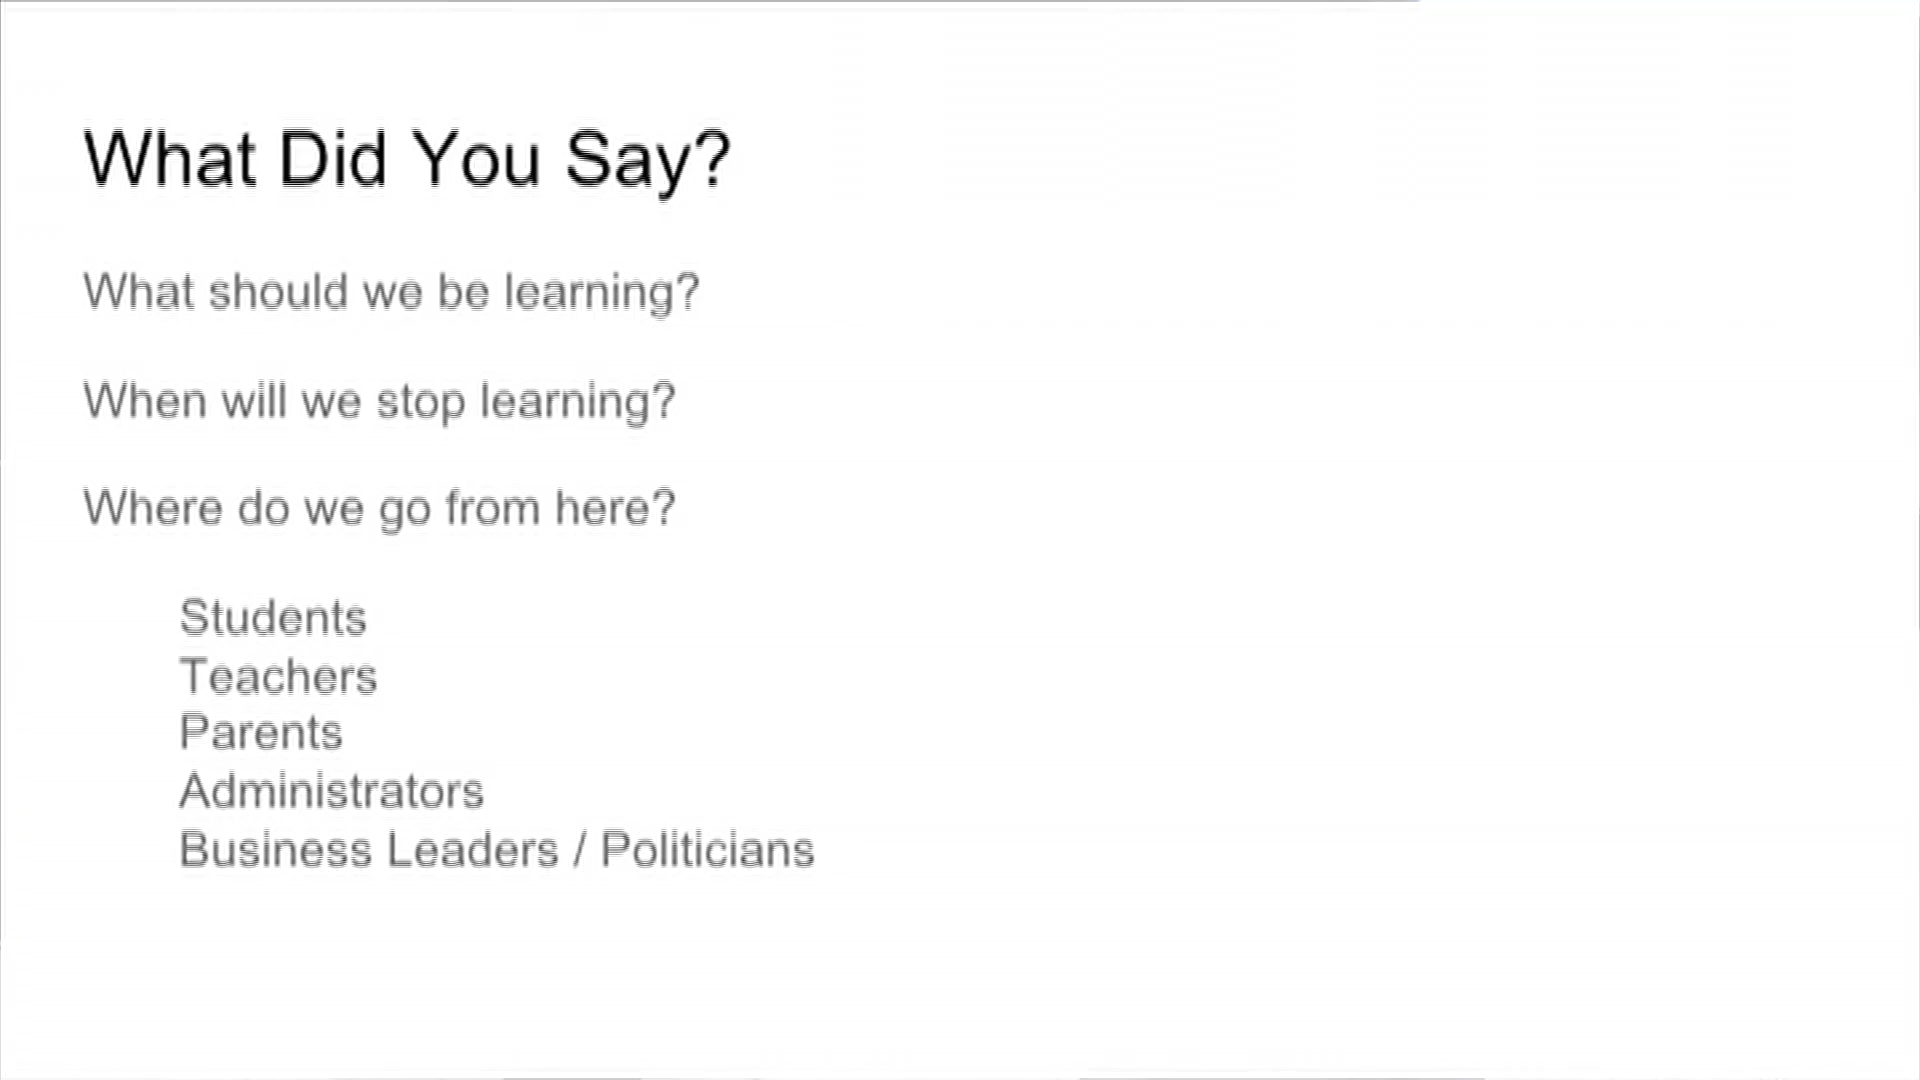 What Did You Say?
What should we be learning?
When will we stop learning?
Where do we go from here?
Students
Teachers
Parents
Administrators
Business Leaders / Politicians